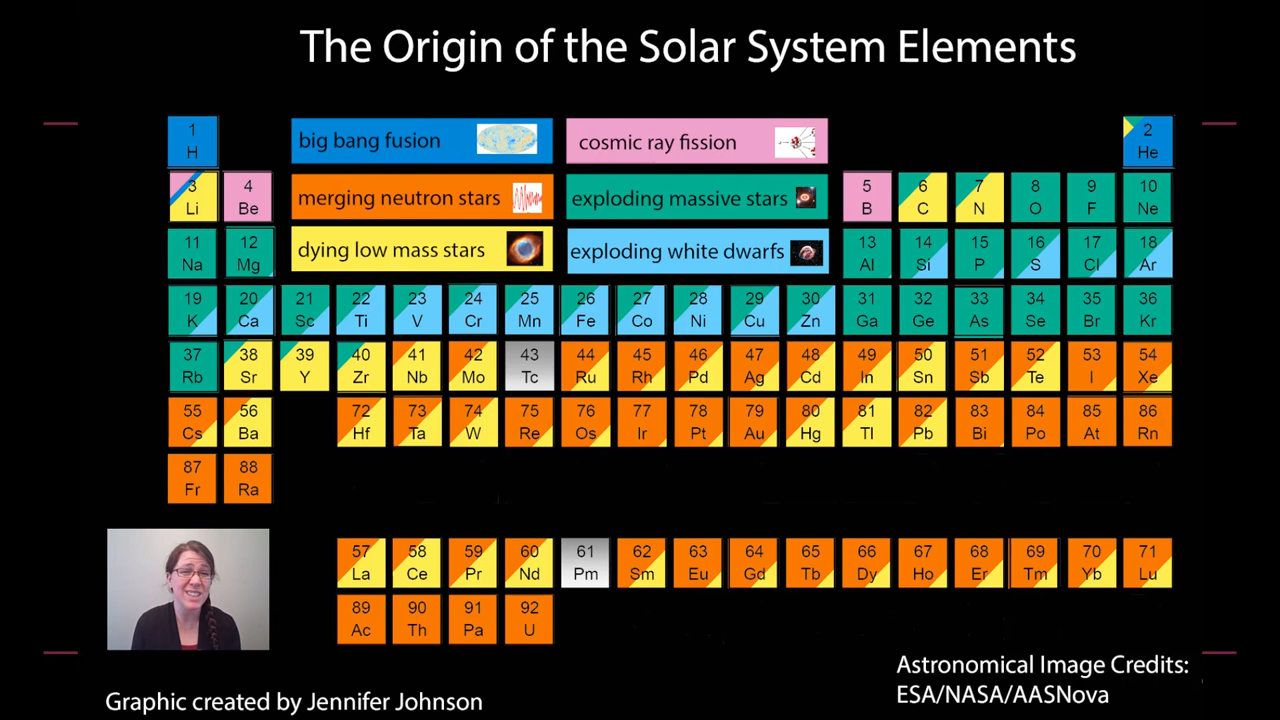 The Origin of the Solar System Elements
1 2
H He
big bang fusion cosmic ray fission
3 4 5 6 7 8 9 10
Li Be B C N O F Ne
merging neutron stars exploding massive stars
11 12 13 14 15 16 17 18
Na Mg Al Si P S Cl Ar
dying low mass stars exploding white dwarfs
19 20 21 22 23 24 25 26 27 28 29 30 31 32 33 34 35 36
K Ca Sc Ti V Cr Mn Fe Co Ni Cu Zn Ga Ge As Se Br Kr
37 38 39 40 41 42 43 44 45 46 47 48 49 50 51 52 53 54
Rb Sr Y Zr Nb Mo Tc Ru Rh Pd Ag Cd In Sn Sb Te I Xe
55 56 72 73 74 75 76 77 78 79 80 81 82 83 84 85 86
Cs Ba Hf Ta W Re Os Ir Pt Au Hg Tl Pb Bi Po At Rn
87 88
Fr Ra
57 58 59 60 61 62 63 64 65 66 67 68 69 70 71
La Ce Pr Nd Pm Sm Eu Gd Tb Dy Ho Er Tm Yb Lu
89 90 91 92
Ac Th Pa U
Astronomical Image Credits:
ESA/NASA/AASNova
Graphic created by Jennifer Johnson